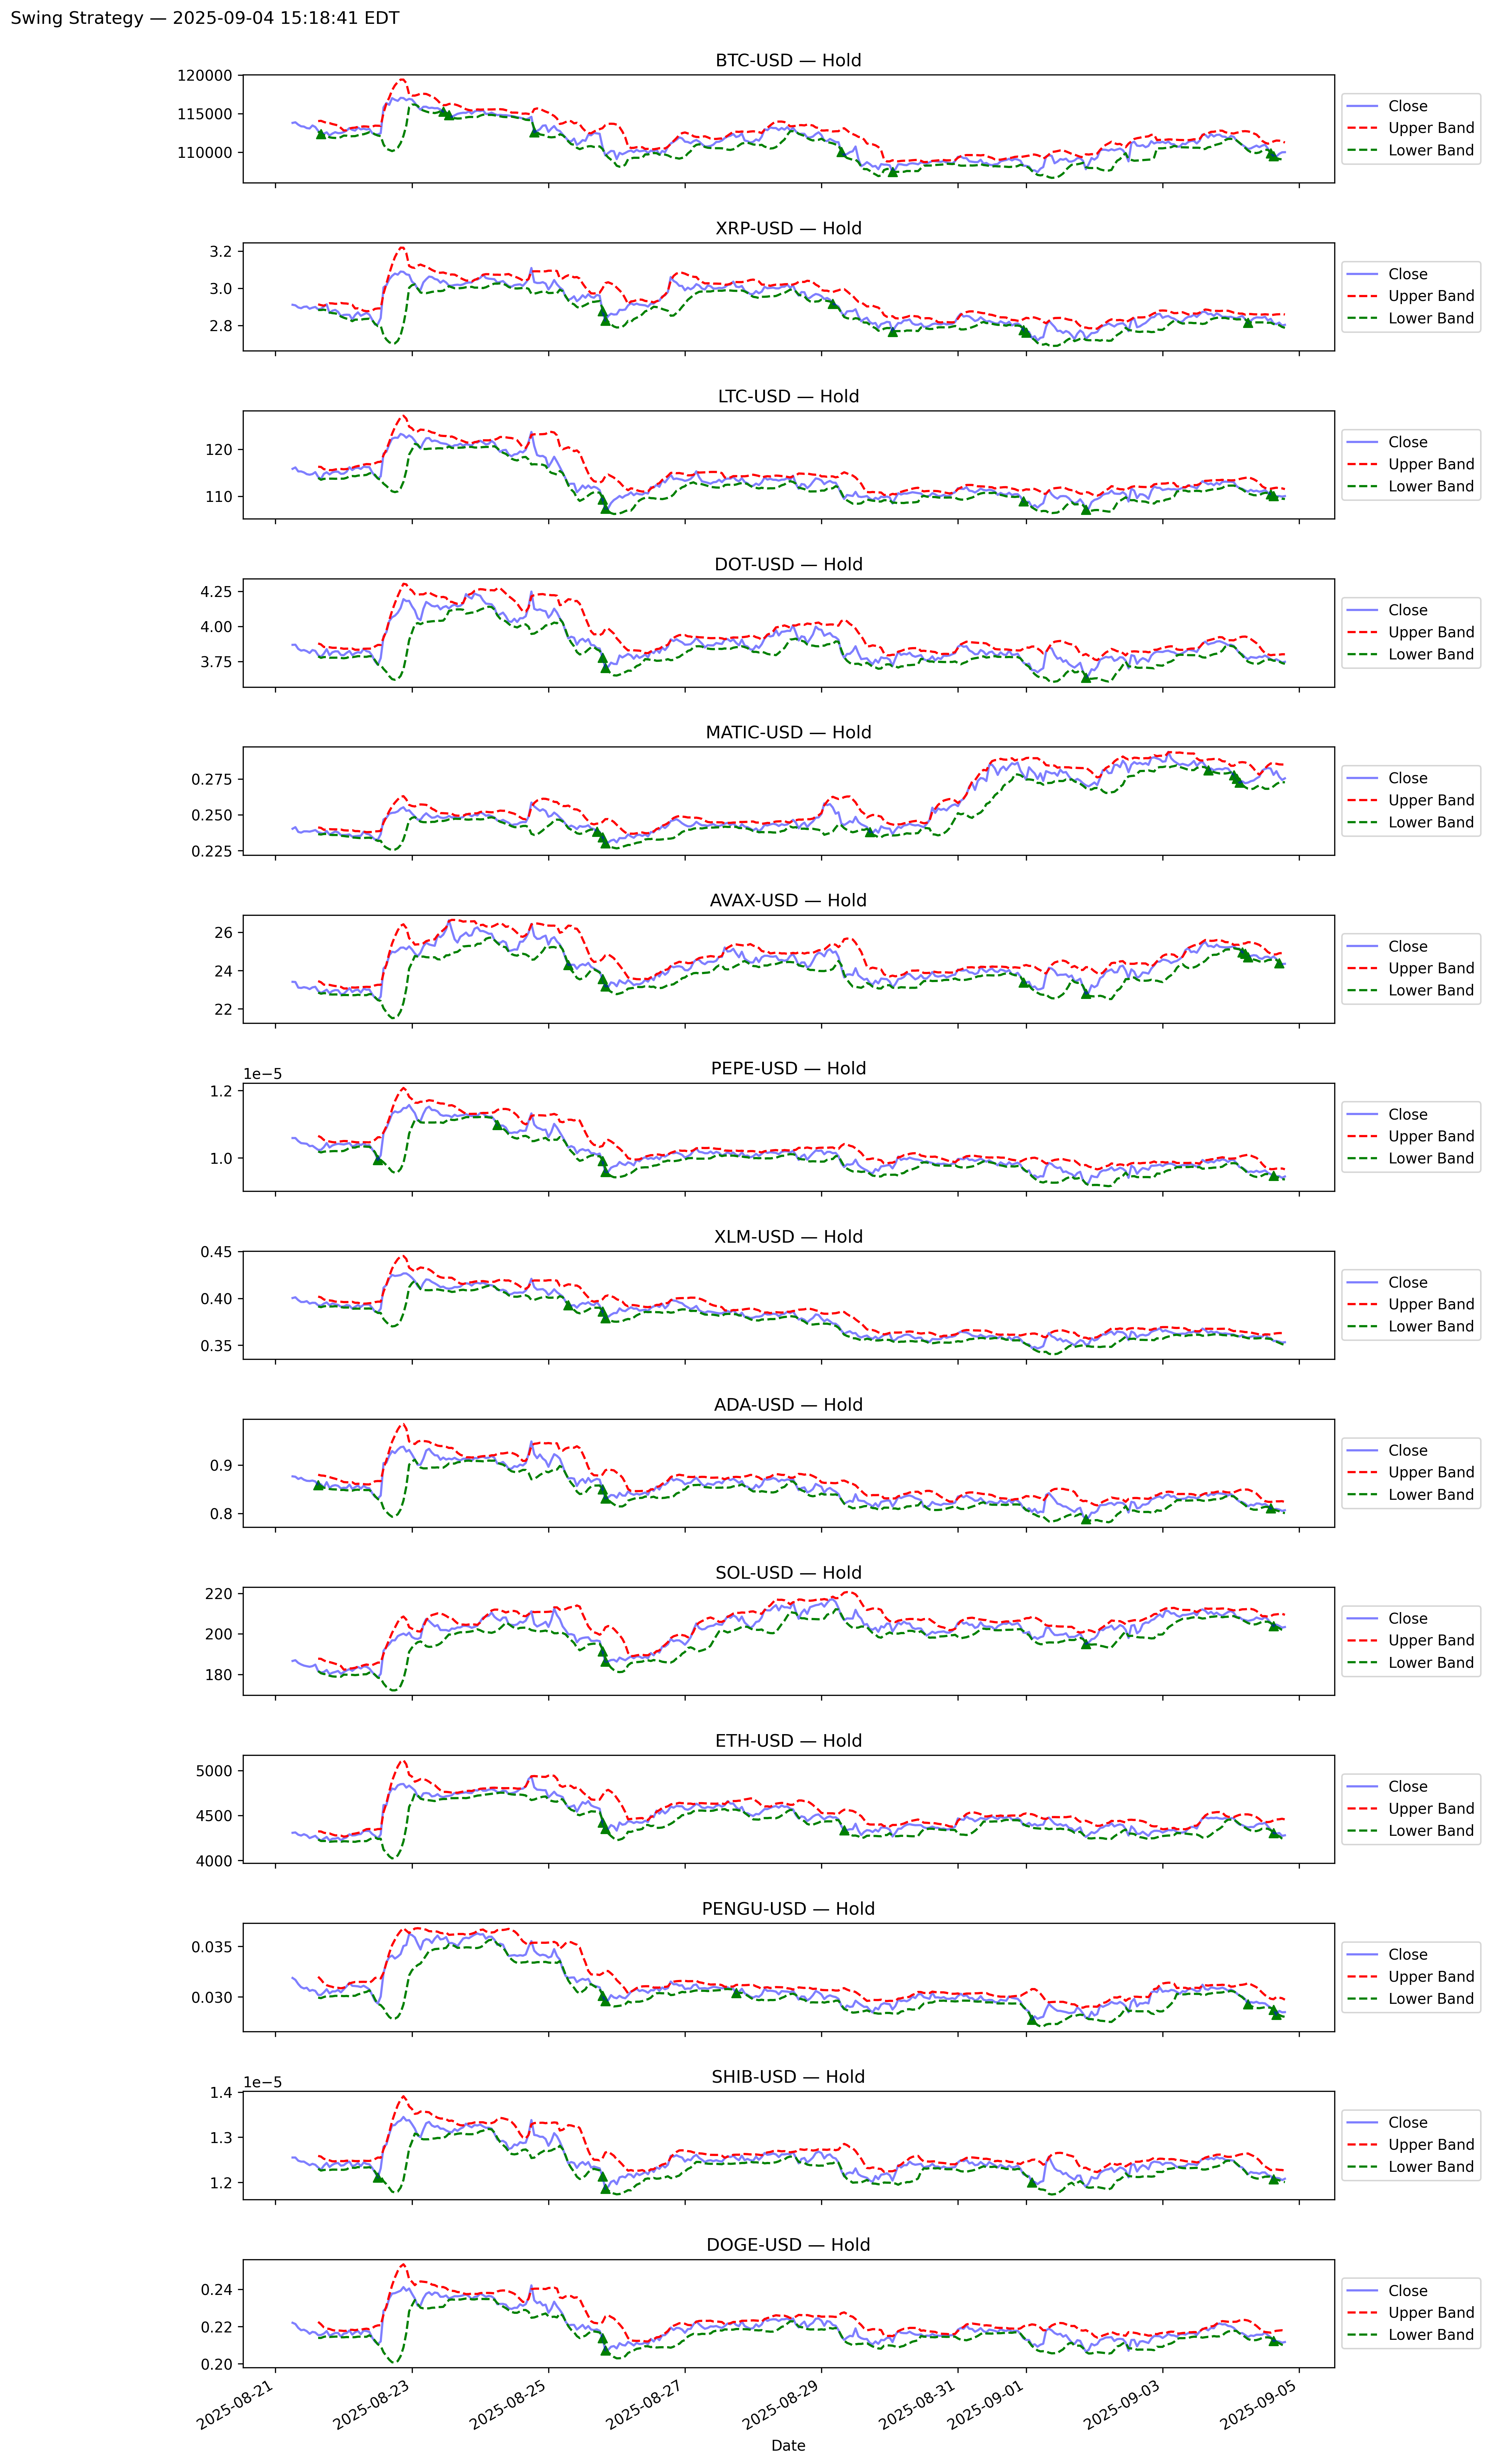 Swing Strategy — 2025-09-04 15:18:41 EDT
BTC-USD — Hold
120000
115000
110000
Close
Upper Band
Lower Band
XRP-USD — Hold
3.2
3.0
2.8
Close
Upper Band
Lower Band
LTC-USD — Hold
120
110
Close
Upper Band
Lower Band
DOT-USD — Hold
4.25
4.00
3.75
Close
Upper Band
Lower Band
MATIC-USD — Hold
0.275
0.250
0.225
Close
Upper Band
Lower Band
AVAX-USD — Hold
26
24
22
Close
Upper Band
Lower Band
PEPE-USD — Hold
1e−5
1.2
1.0
Close
Upper Band
Lower Band
XLM-USD — Hold
0.45
0.40
0.35
Close
Upper Band
Lower Band
ADA-USD — Hold
0.9
0.8
Close
Upper Band
Lower Band
SOL-USD — Hold
220
200
180
Close
Upper Band
Lower Band
ETH-USD — Hold
5000
4500
4000
Close
Upper Band
Lower Band
PENGU-USD — Hold
0.035
0.030
Close
Upper Band
Lower Band
SHIB-USD — Hold
1e−5
1.4
1.3
1.2
Close
Upper Band
Lower Band
DOGE-USD — Hold
0.24
0.22
0.20
Close
Upper Band
Lower Band
2025-08-21
2025-08-23
2025-08-25
2025-08-27
2025-08-29
2025-08-31
2025-09-01
2025-09-03
2025-09-05
Date